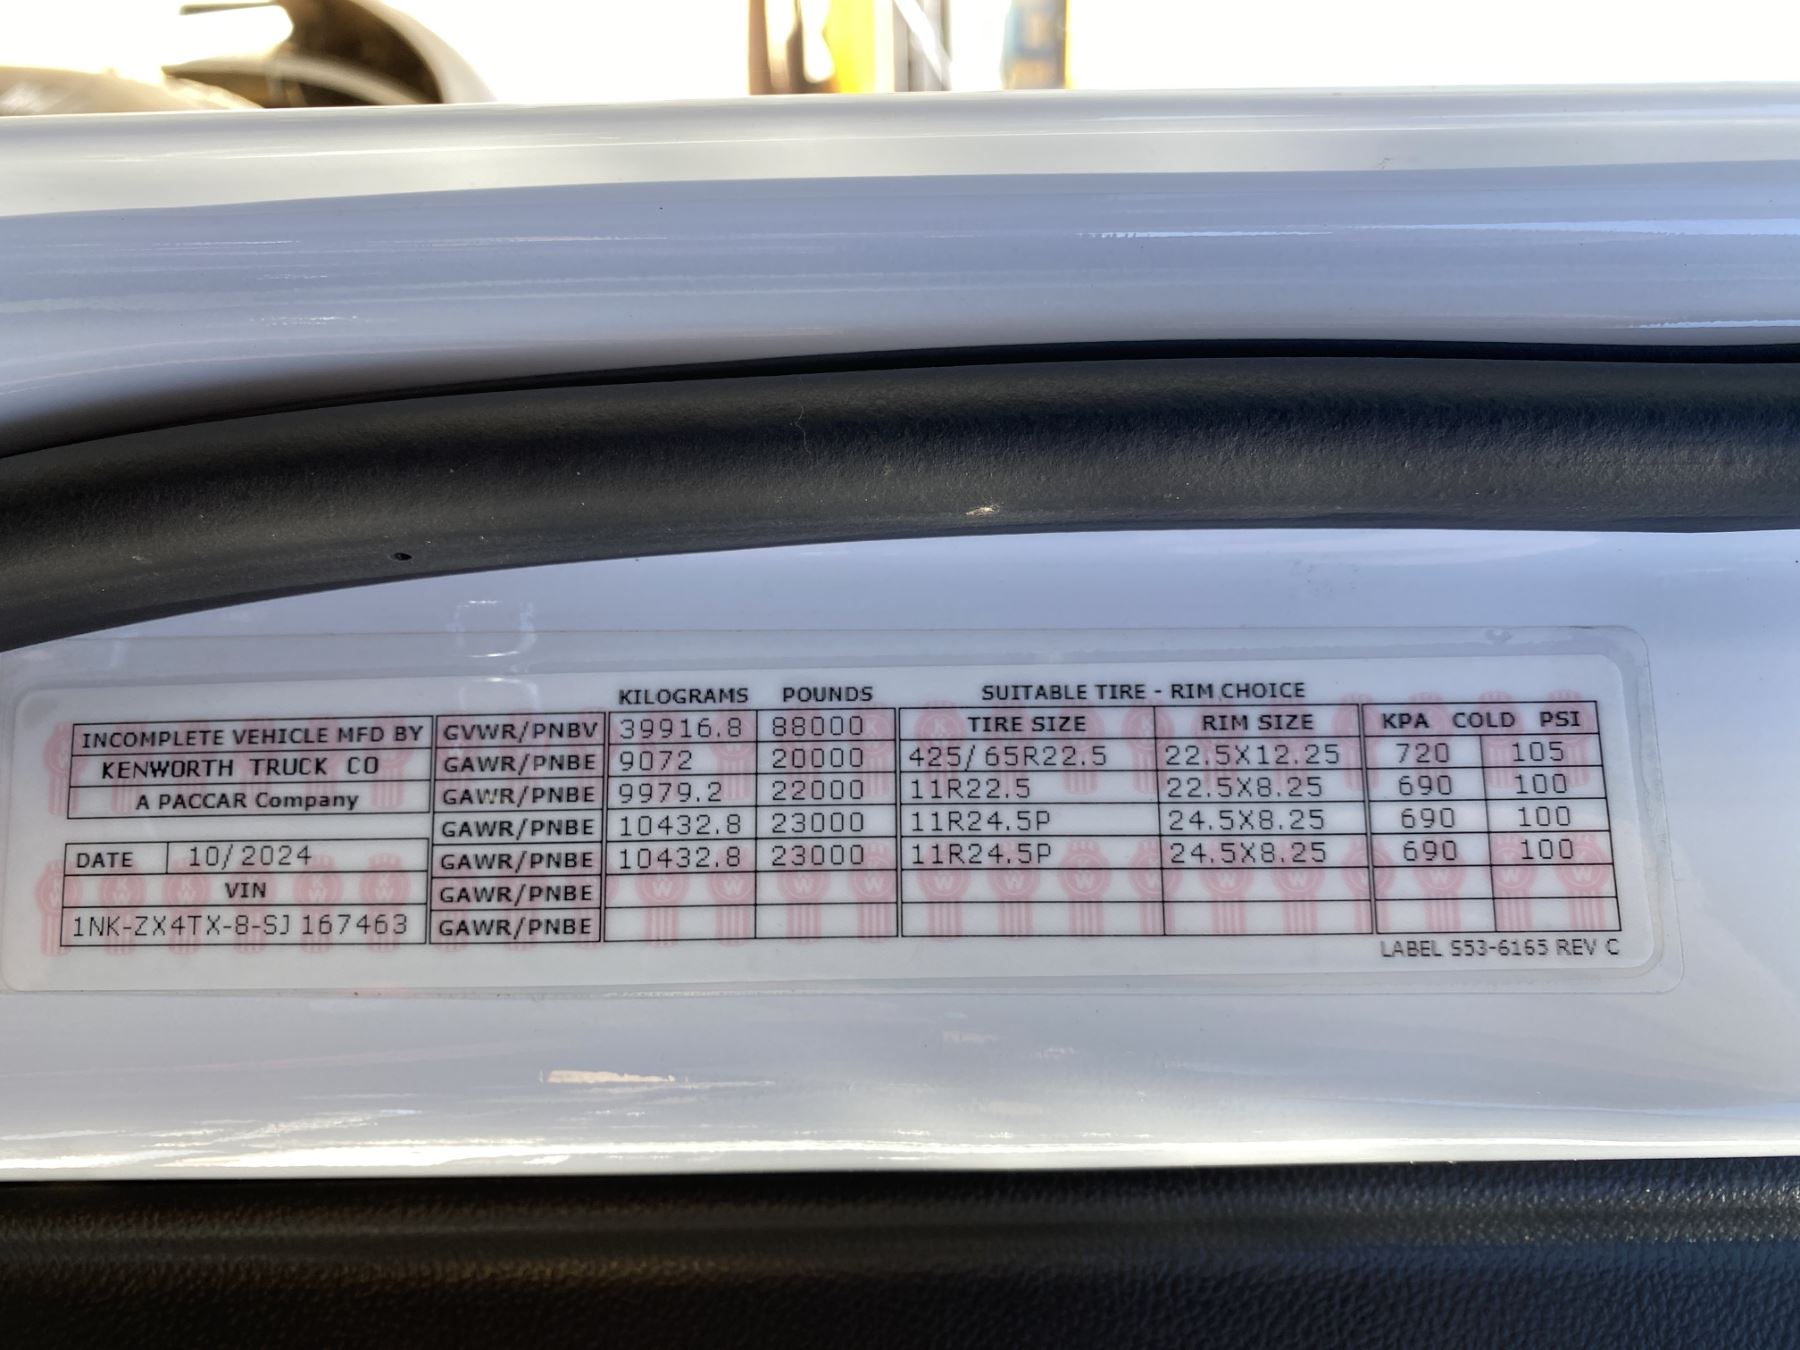 KILOGRAMS POUNDS SUITABLE TIRE - RIM CHOICE
INCOMPLETE VEHICLE MFD BY GVWR/PNBV 39916.8 88000 TIRE SIZE RIM SIZE KPA COLD PSI
KENWORTH TRUCK CO GAWR/PNBE 9072 20000 425/65R22.5 22.5X12.25 720 105
A PACCAR Company GAWR/PNBE 9979.2 22000 11R22.5 22.5X8.25 690 100
GAWR/PNBE 10432.8 23000 11R24.5P 24.5X8.25 690 100
DATE 10/2024 GAWR/PNBE 10432.8 23000 11R24.5P 24.5X8.25 690 100
VIN GAWR/PNBE
1NK-ZX4TX-8-SJ167463 GAWR/PNBE
LABEL S53-6165 REV C